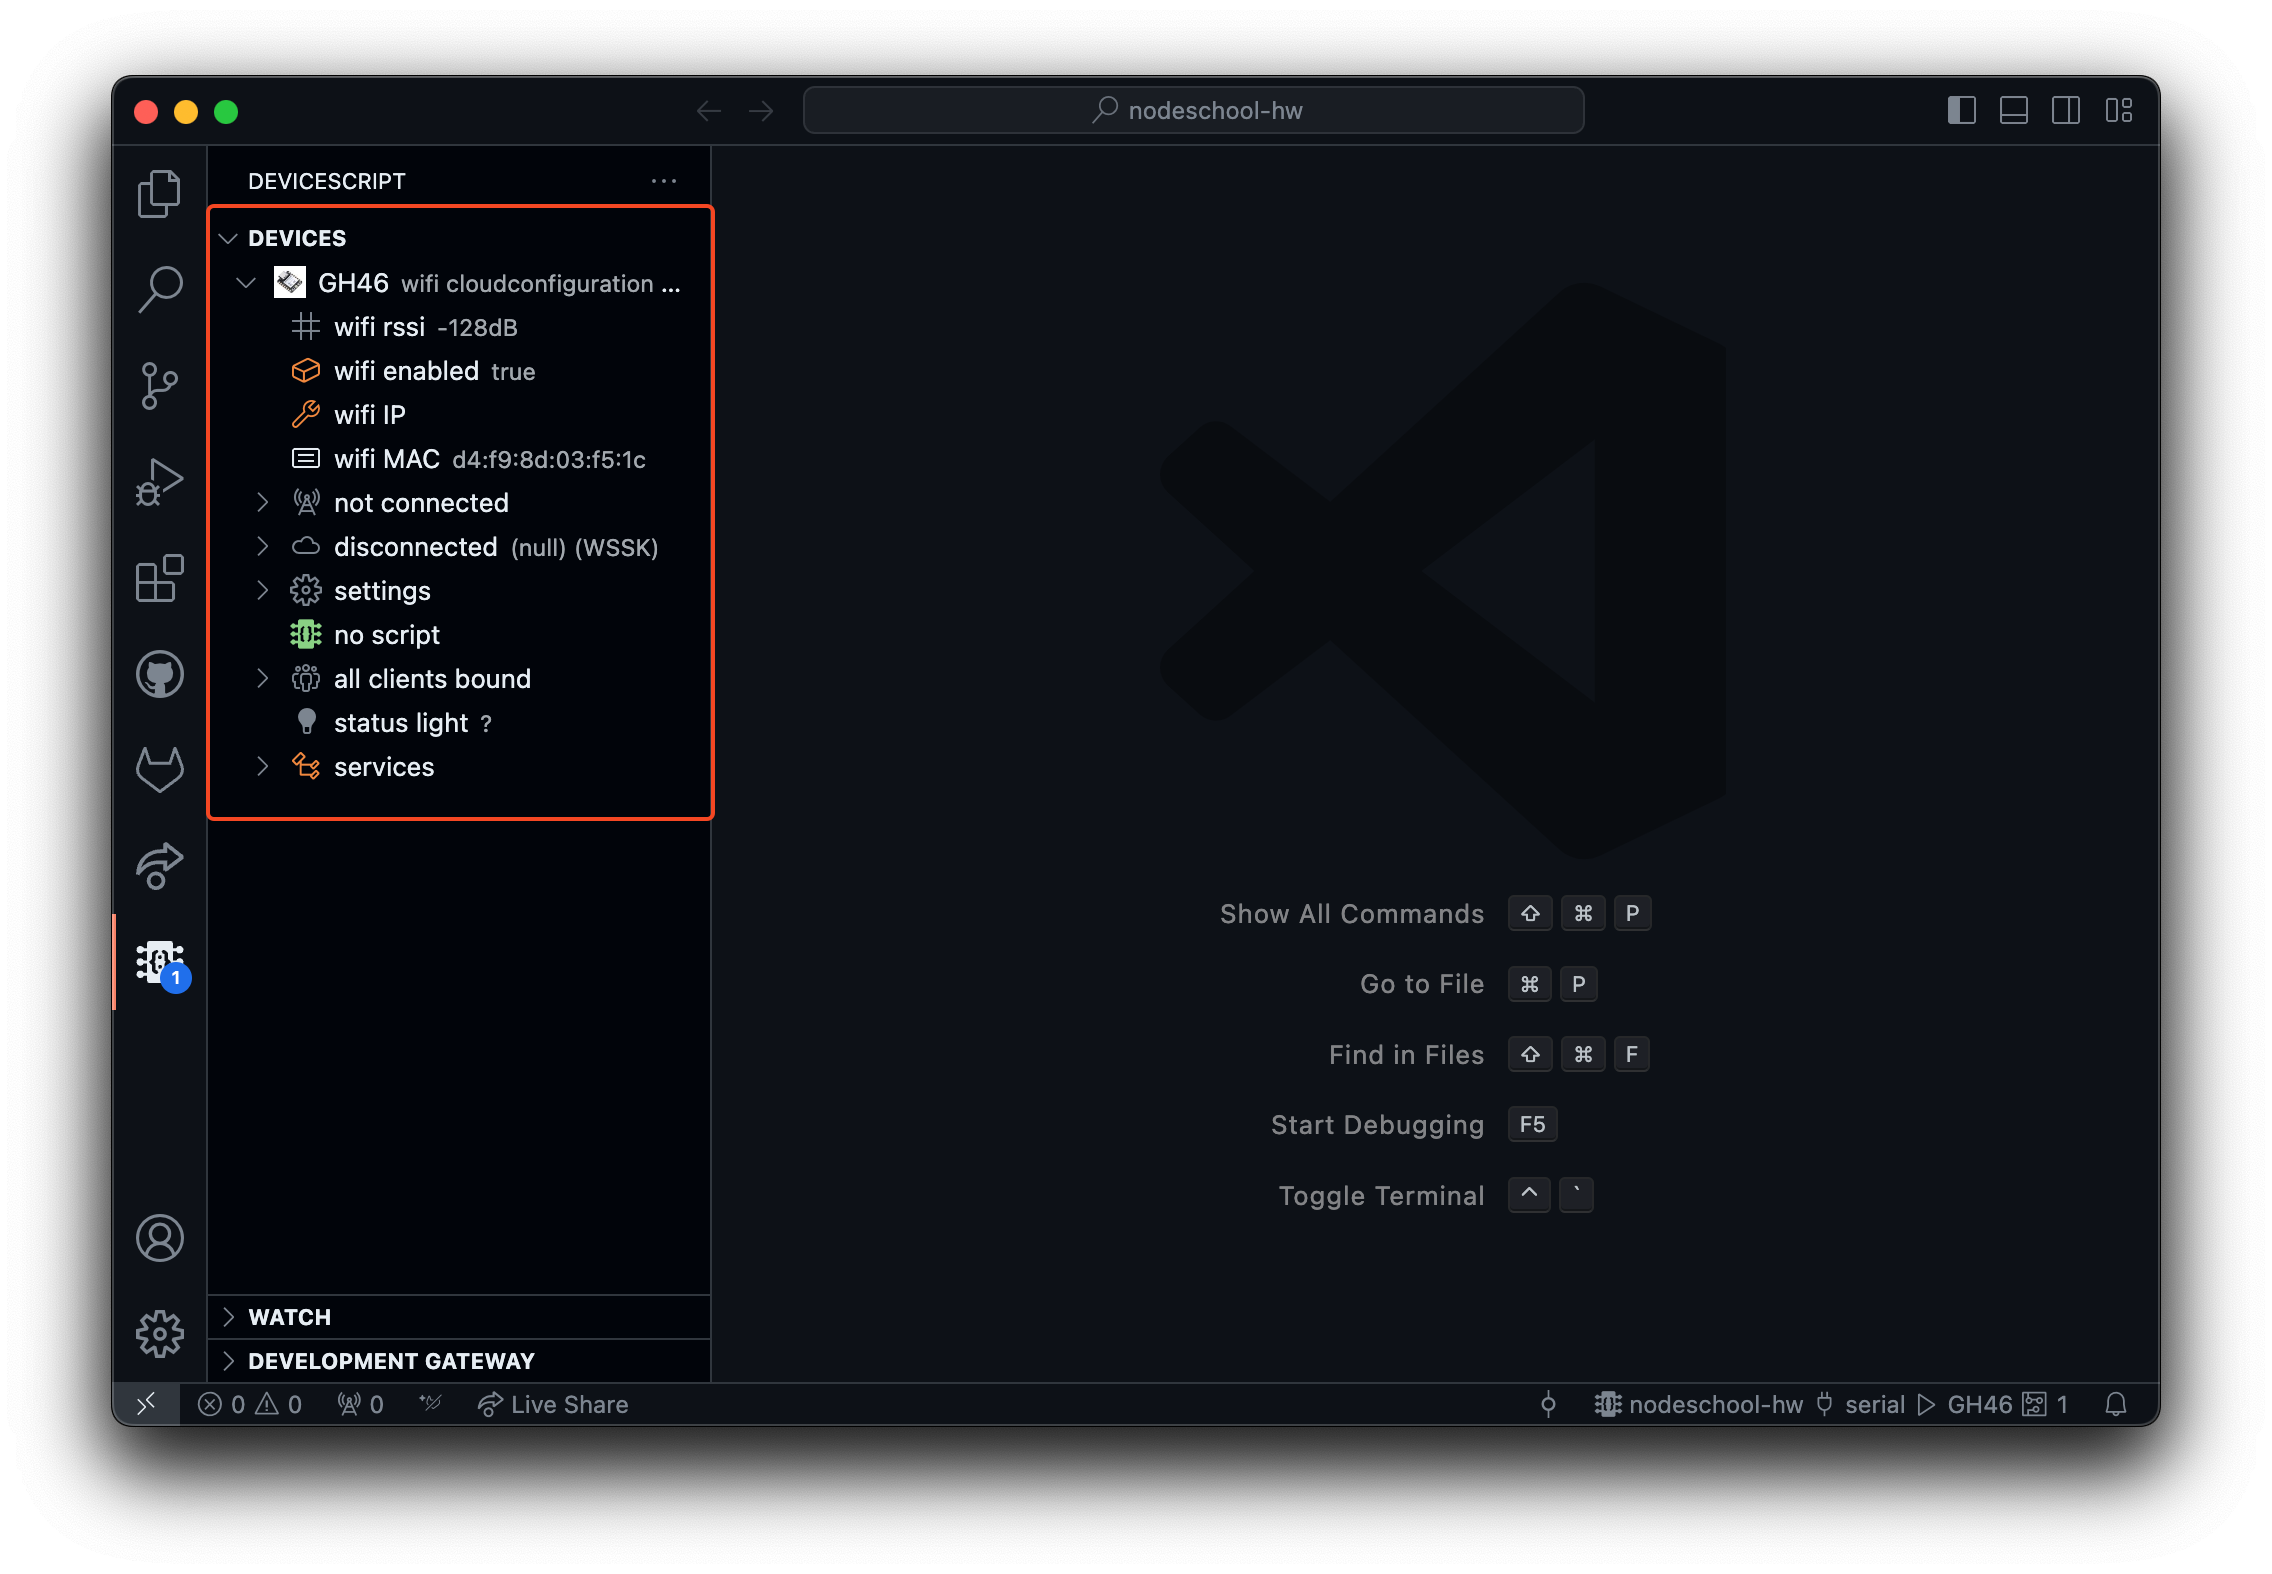 nodeschool-hw
DEVICESCRIPT
DEVICES
GH46 wifi cloudconfiguration ...
wifi rssi -128dB
wifi enabled true
wifi IP
wifi MAC d4:f9:8d:03:f5:1c
not connected
disconnected (null) (WSSK)
settings
no script
all clients bound
status light ?
services
1
WATCH
DEVELOPMENT GATEWAY
Show All Commands ⇧ ⌘ P
Go to File ⌘ P
Find in Files ⇧ ⌘ F
Start Debugging F5
Toggle Terminal ^ `
0 0 0 Live Share nodeschool-hw serial GH46 1